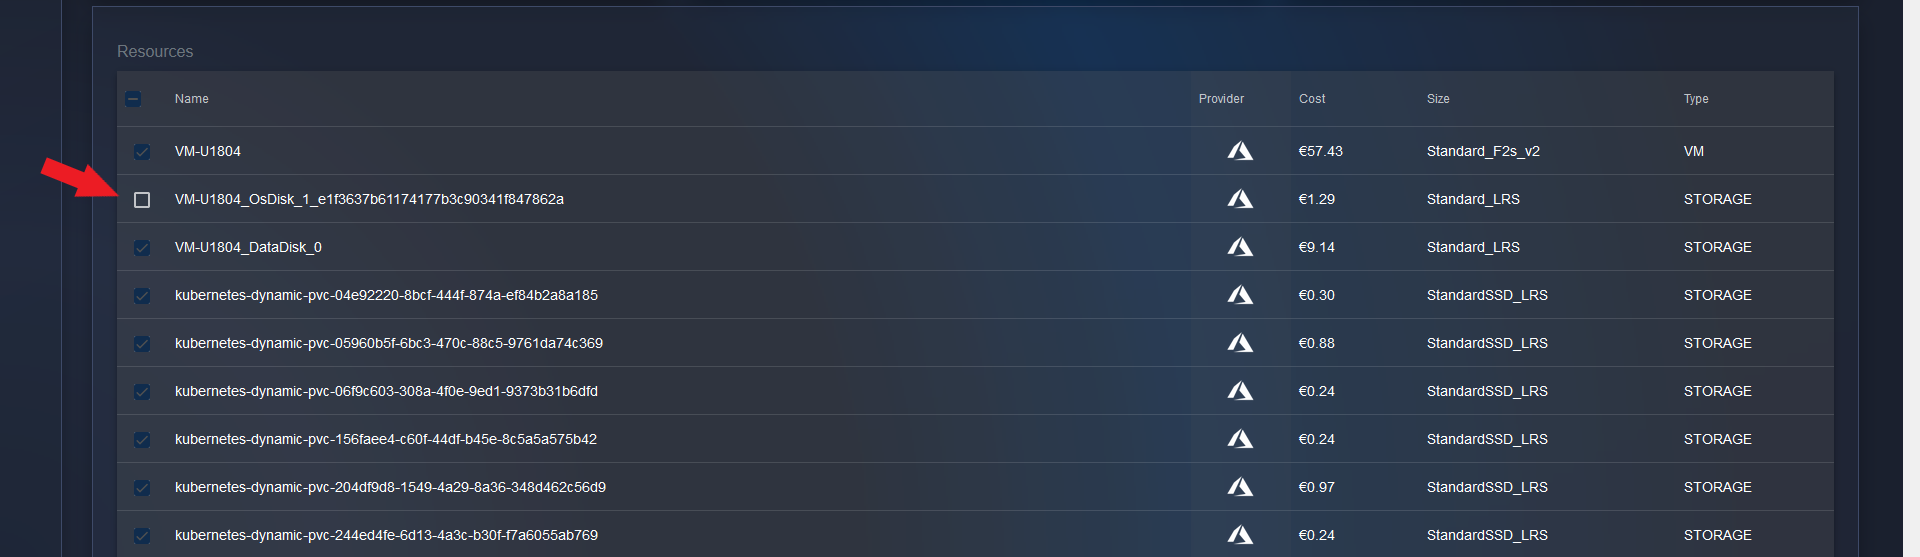 Resources
Name Provider Cost Size Type
VM-U1804 €57.43 Standard_F2s_v2 VM
VM-U1804_OsDisk_1_e1f3637b61174177b3c90341f847862a €1.29 Standard_LRS STORAGE
VM-U1804_DataDisk_0 €9.14 Standard_LRS STORAGE
kubernetes-dynamic-pvc-04e92220-8bcf-444f-874a-ef84b2a8a185 €0.30 StandardSSD_LRS STORAGE
kubernetes-dynamic-pvc-05960b5f-6bc3-470c-88c5-9761da74c369 €0.88 StandardSSD_LRS STORAGE
kubernetes-dynamic-pvc-06f9c603-308a-4f0e-9ed1-9373b31b6dfd €0.24 StandardSSD_LRS STORAGE
kubernetes-dynamic-pvc-156faee4-c60f-44df-b45e-8c5a5a575b42 €0.24 StandardSSD_LRS STORAGE
kubernetes-dynamic-pvc-204df9d8-1549-4a29-8a36-348d462c56d9 €0.97 StandardSSD_LRS STORAGE
kubernetes-dynamic-pvc-244ed4fe-6d13-4a3c-b30f-f7a6055ab769 €0.24 StandardSSD_LRS STORAGE